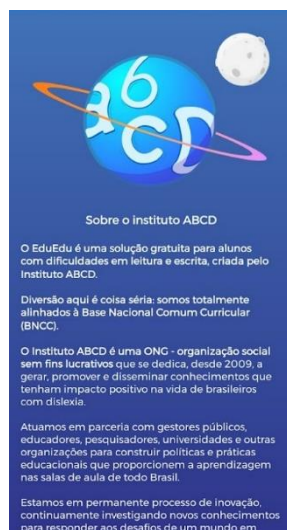 a6
CD
Sobre o instituto ABCD
O EduEdu é uma solução gratuita para alunos
com dificuldades em leitura e escrita, criada pelo
Instituto ABCD.
Diversão aqui é coisa séria: somos totalmente
alinhados à Base Nacional Comum Curricular
(BNCC).
O Instituto ABCD é uma ONG - organização social
sem fins lucrativos que se dedica, desde 2009, a
gerar, promover e disseminar conhecimentos que
tenham impacto positivo na vida de brasileiros
com dislexia.
Atuamos em parceria com gestores públicos,
educadores, pesquisadores, universidades e outras
organizações para construir políticas e práticas
educacionais que proporcionem a aprendizagem
nas salas de aula de todo Brasil.
Estamos em permanente processo de inovação,
continuamente investigando novos conhecimentos
para responder aos desafios de um mundo em